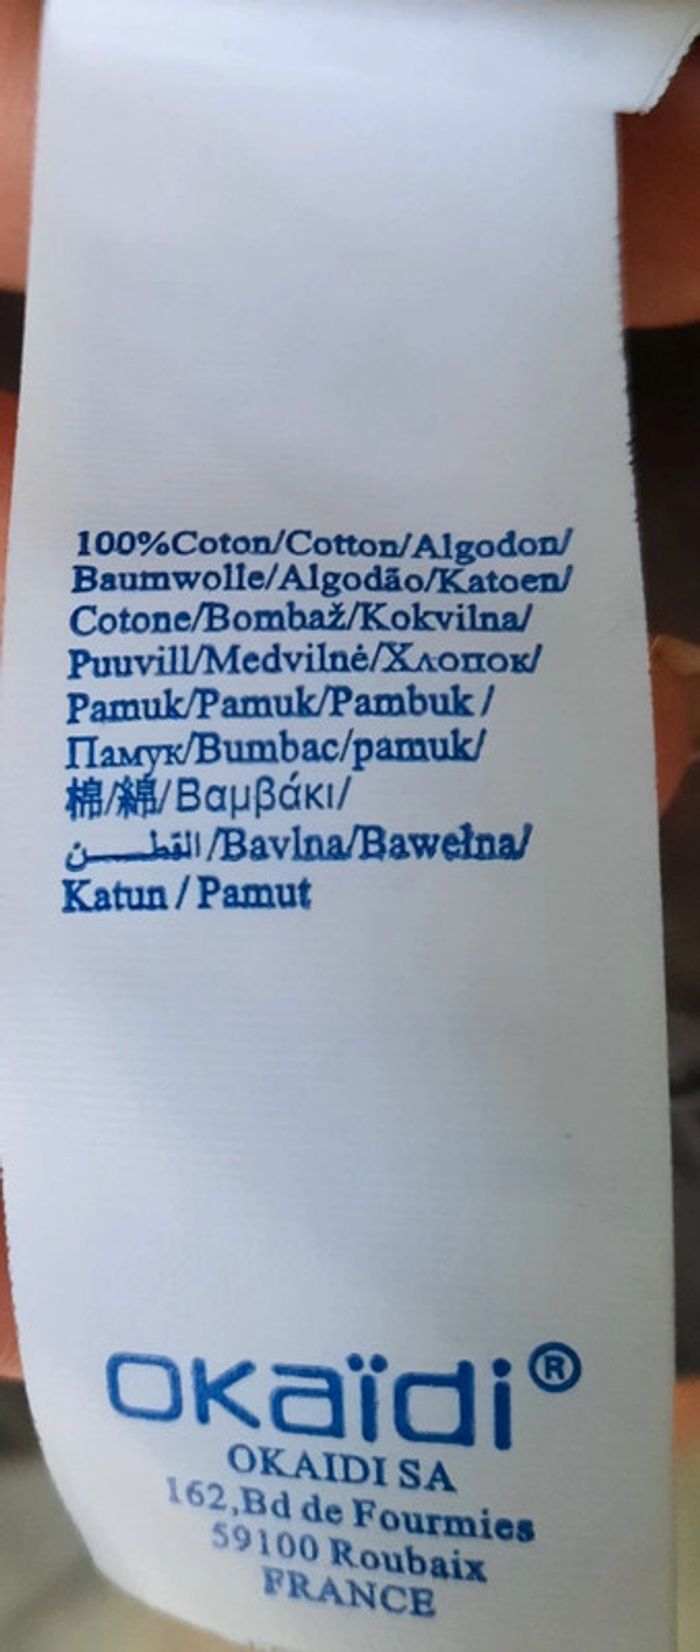 100%Coton/Cotton/Algodon/
Baumwolle/Algodão/Katoen/
Cotone/Bombaž/Kokvilna/
Puuvill/Medvilnė/Хлопок/
Pamuk/Pamuk/Pambuk /
Памук/Bumbac/pamuk/
棉/綿/Βαμβάκι/
القطـــن/Bavlna/Bawełna/
Katun / Pamut
okaïdi®
OKAIDI SA
162,Bd de Fourmies
59100 Roubaix
FRANCE